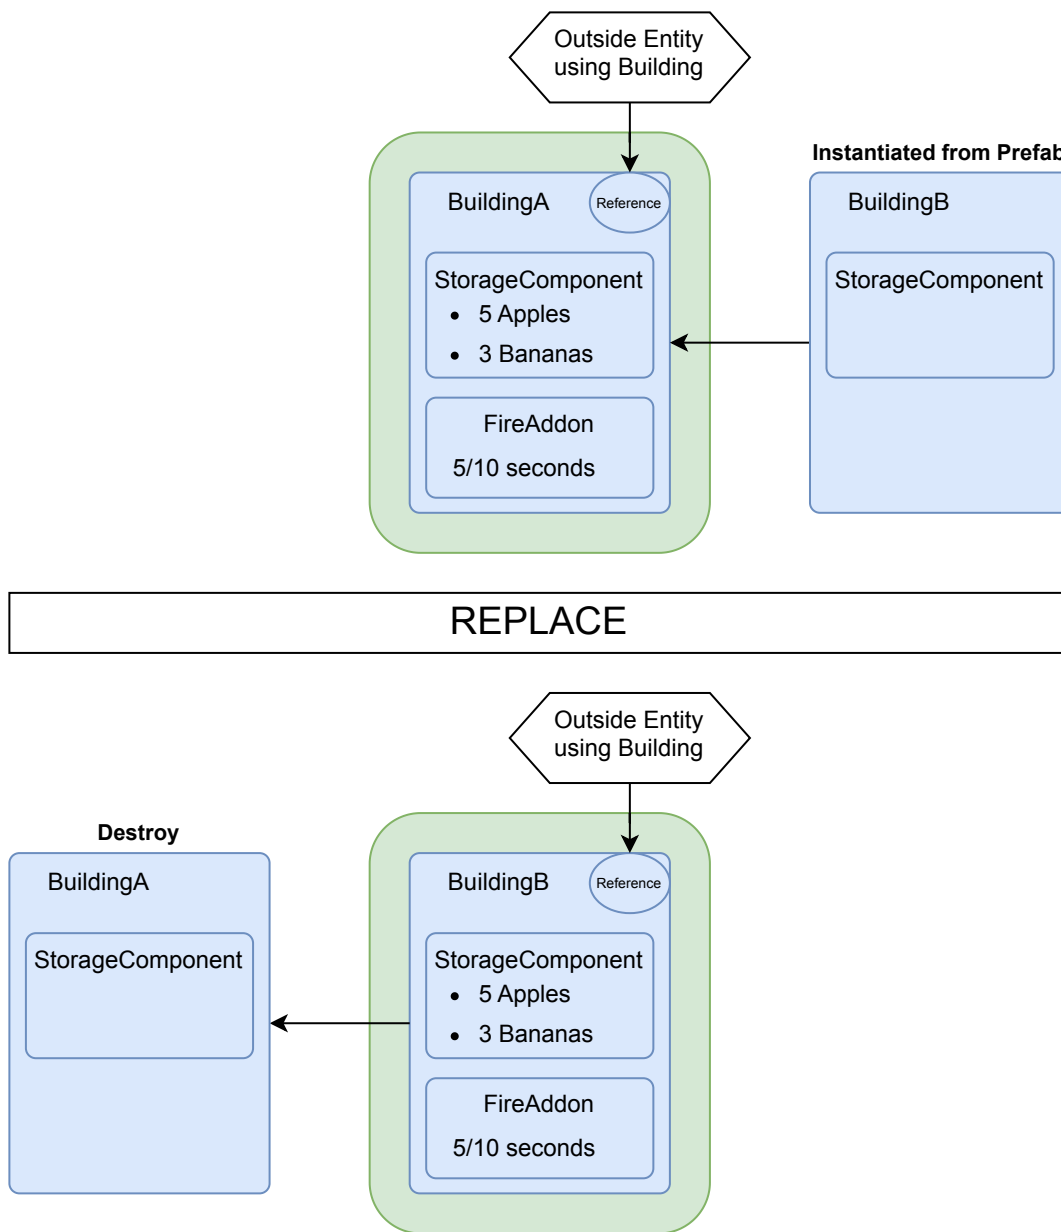 Outside Entity
using Building
Instantiated from Prefab
BuildingA
Reference
BuildingB
StorageComponent
• 5 Apples
• 3 Bananas
StorageComponent
FireAddon
5/10 seconds
REPLACE
Outside Entity
using Building
Destroy
BuildingA
BuildingB
Reference
StorageComponent
StorageComponent
• 5 Apples
• 3 Bananas
FireAddon
5/10 seconds